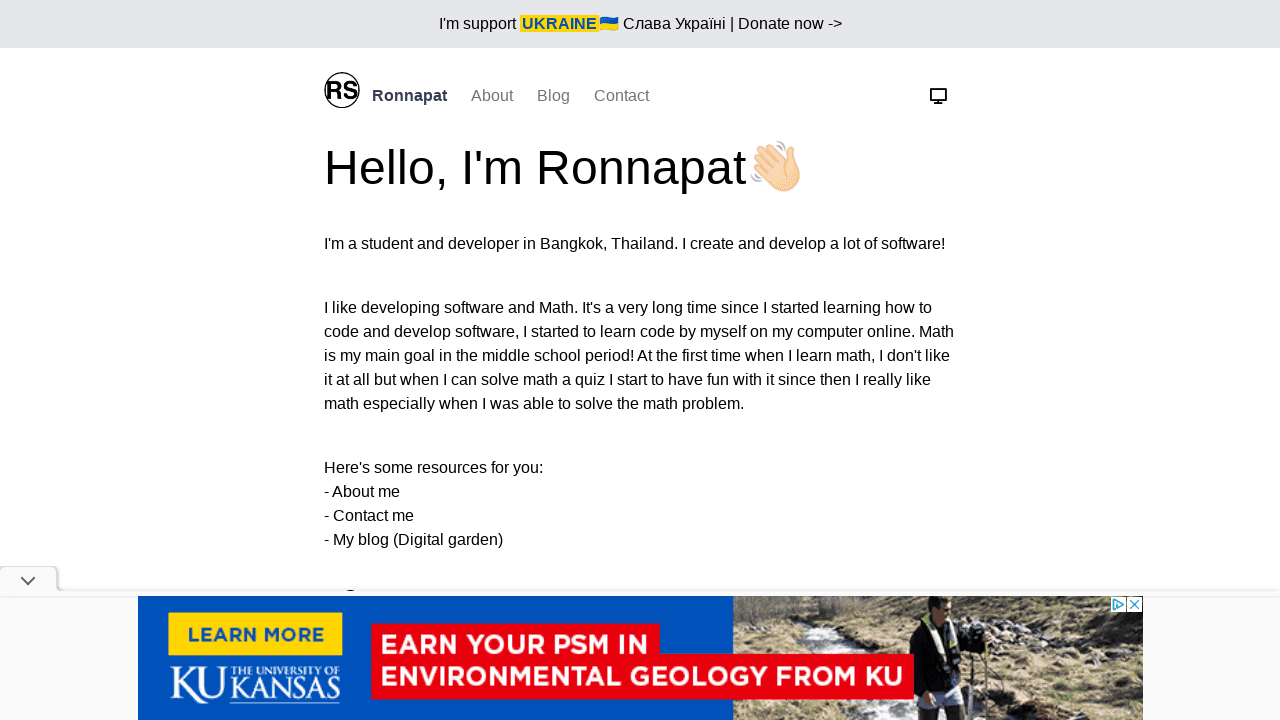 I'm support UKRAINE🇺🇦 Слава Україні | Donate now ->
RS Ronnapat About Blog Contact
Hello, I'm Ronnapat👋🏻
I'm a student and developer in Bangkok, Thailand. I create and develop a lot of software!
I like developing software and Math. It's a very long time since I started learning how to
code and develop software, I started to learn code by myself on my computer online. Math
is my main goal in the middle school period! At the first time when I learn math, I don't like
it at all but when I can solve math a quiz I start to have fun with it since then I really like
math especially when I was able to solve the math problem.
Here's some resources for you:
- About me
- Contact me
- My blog (Digital garden)
LEARN MORE
KU THE UNIVERSITY OF
KANSAS
EARN YOUR PSM IN
ENVIRONMENTAL GEOLOGY FROM KU